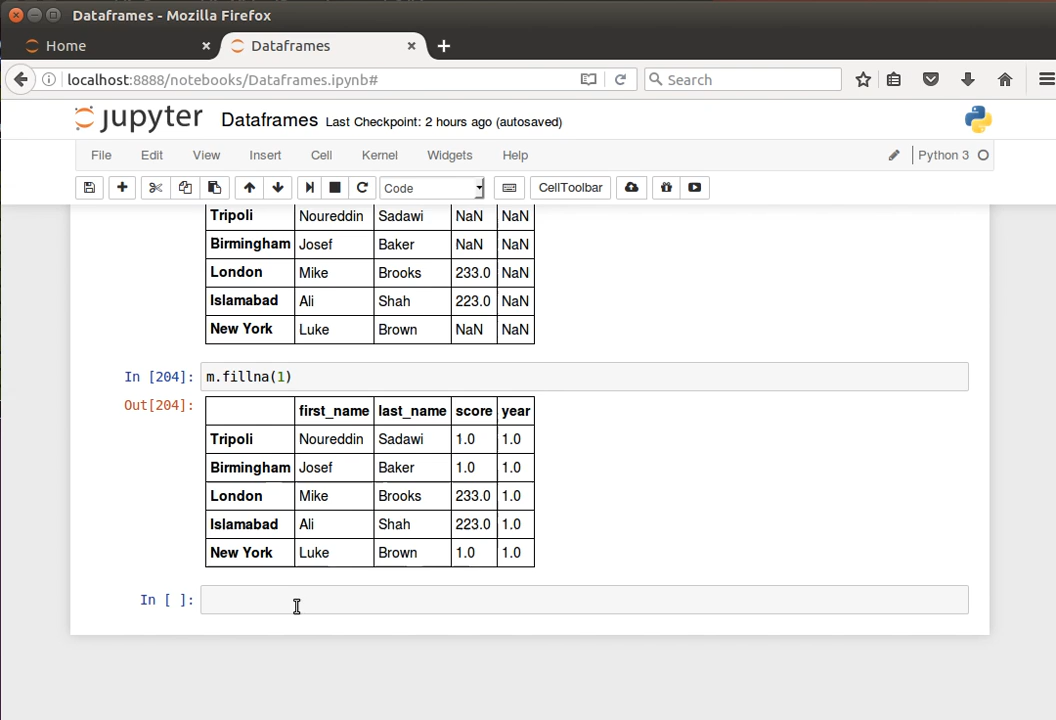 Dataframes - Mozilla Firefox
Home Dataframes
localhost:8888/notebooks/Dataframes.ipynb# Search
jupyter Dataframes Last Checkpoint: 2 hours ago (autosaved)
File Edit View Insert Cell Kernel Widgets Help Python 3
Code CellToolbar
Tripoli Noureddin Sadawi NaN NaN
Birmingham Josef Baker NaN NaN
London Mike Brooks 233.0 NaN
Islamabad Ali Shah 223.0 NaN
New York Luke Brown NaN NaN
In [204]: m.fillna(1)
Out[204]: first_name last_name score year
Tripoli Noureddin Sadawi 1.0 1.0
Birmingham Josef Baker 1.0 1.0
London Mike Brooks 233.0 1.0
Islamabad Ali Shah 223.0 1.0
New York Luke Brown 1.0 1.0
In [ ]: